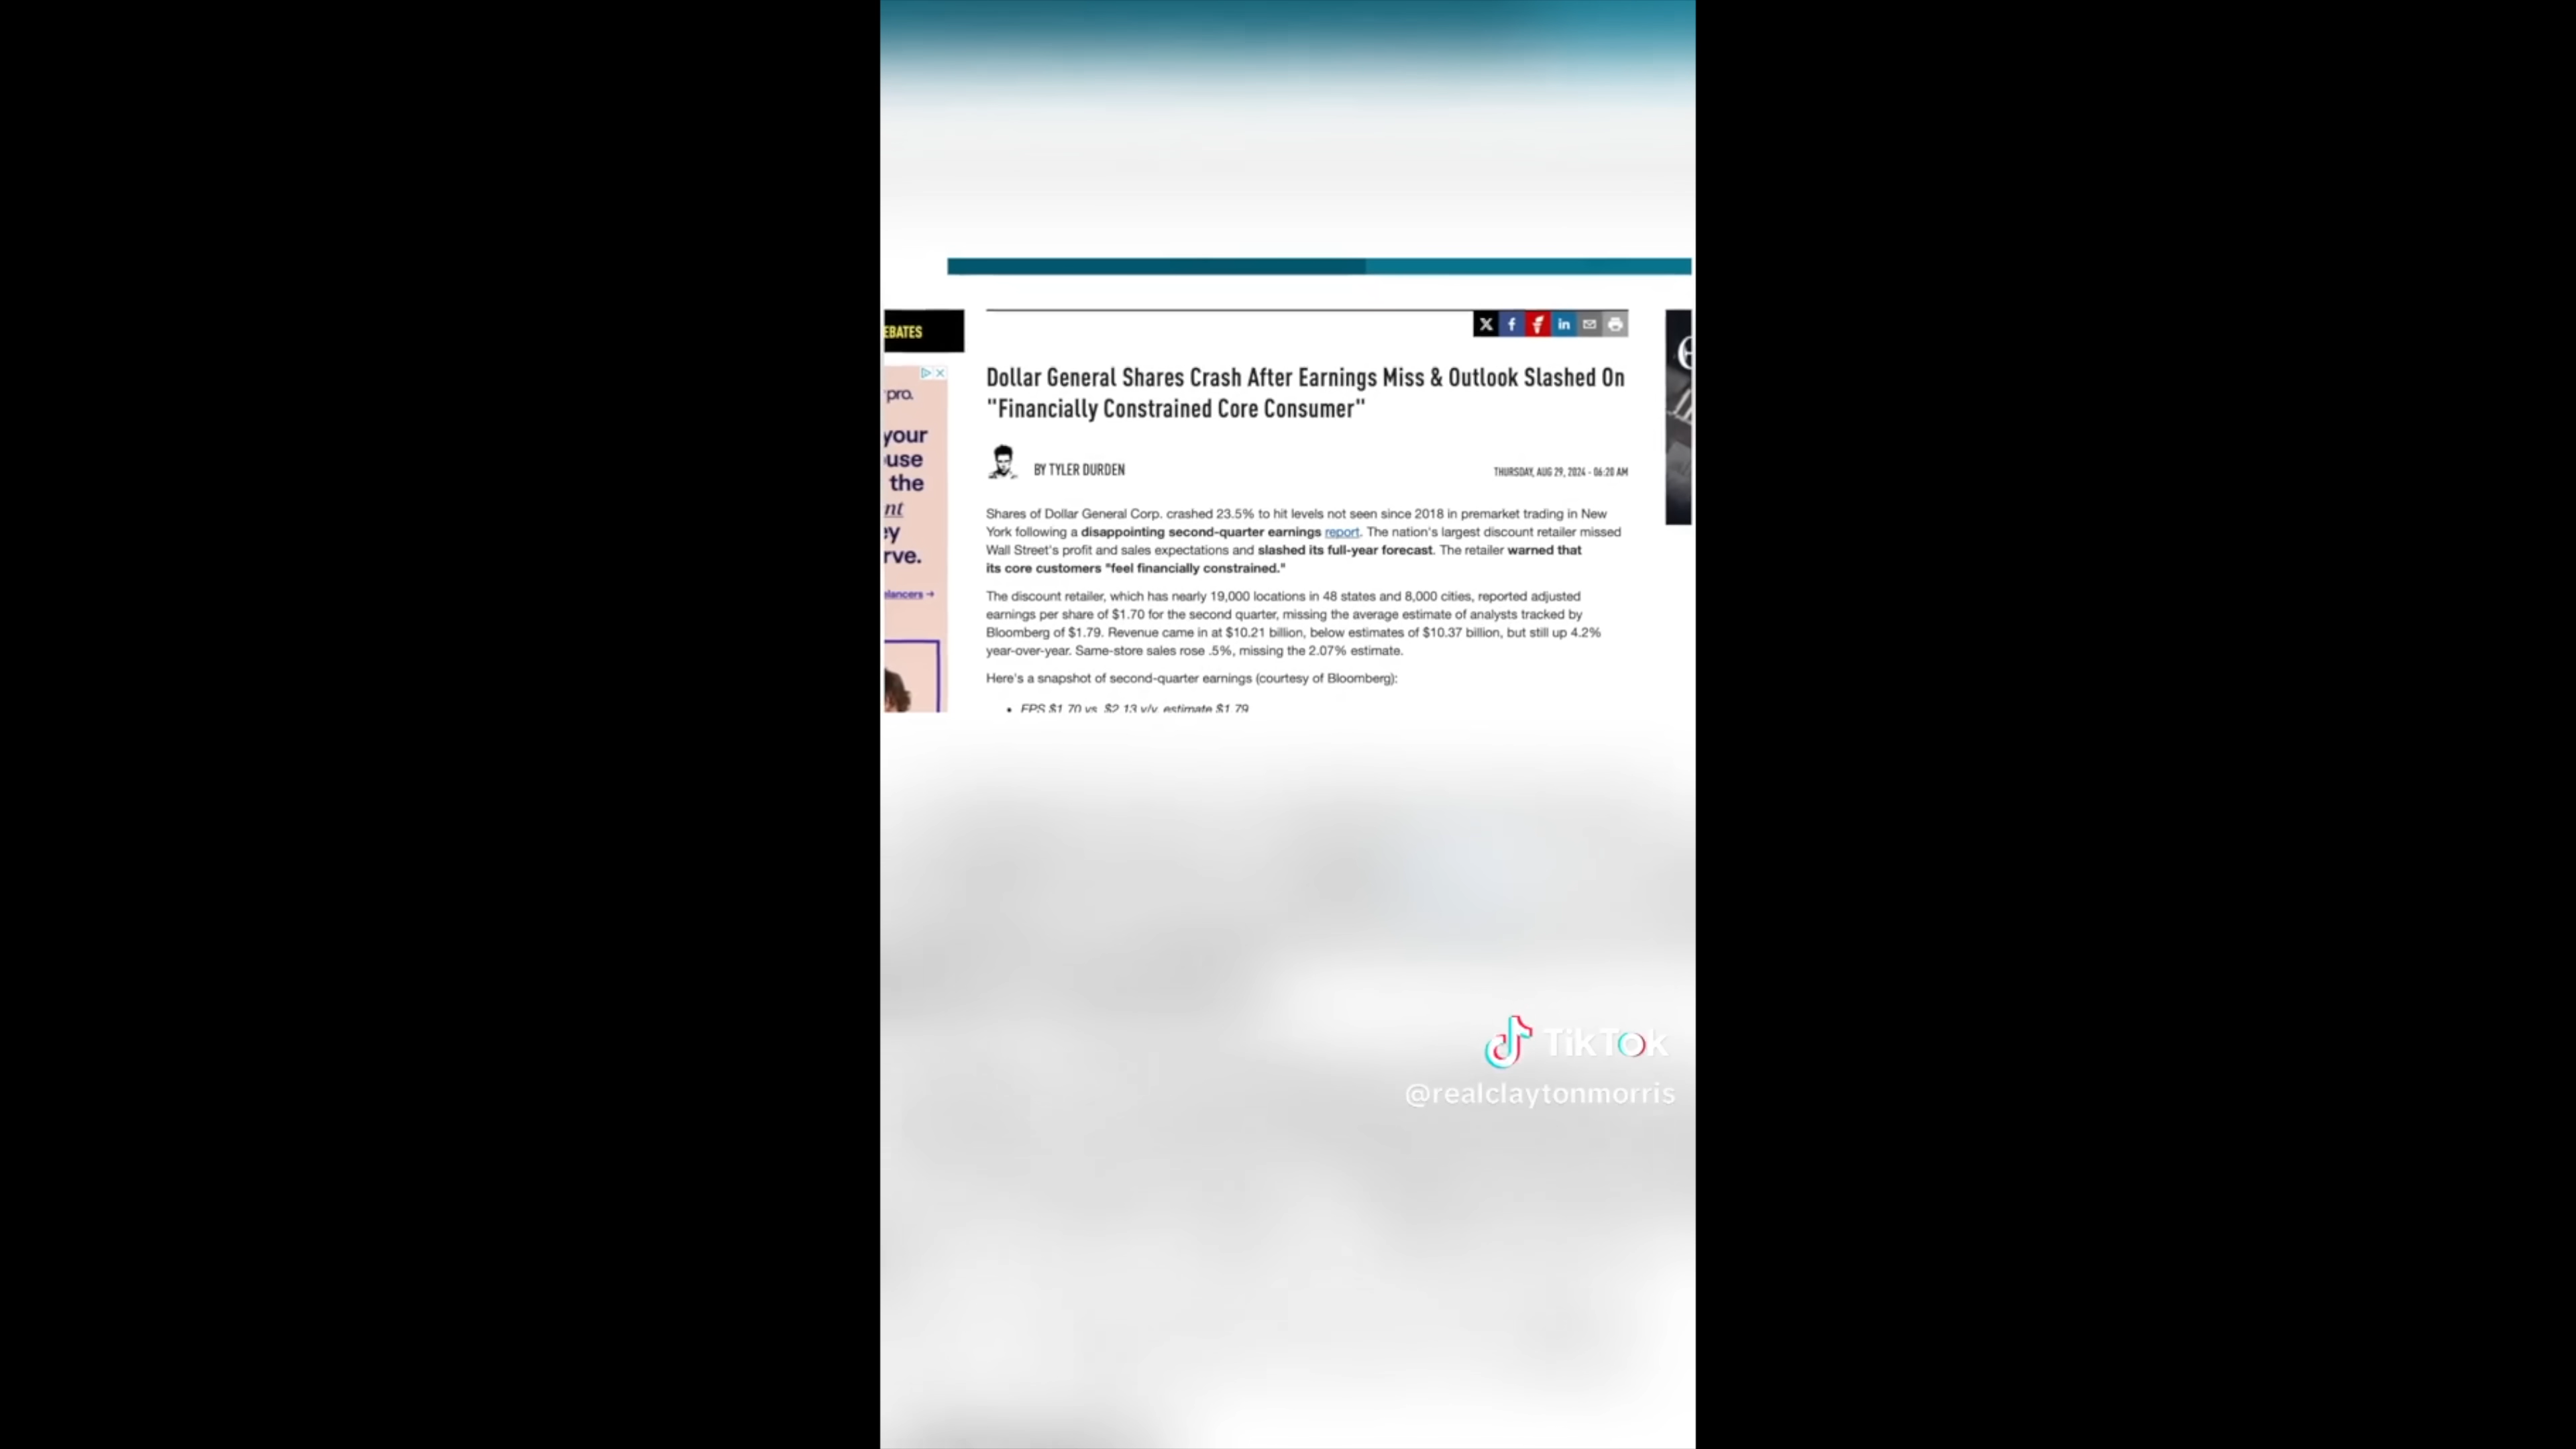 EBATES
Dollar General Shares Crash After Earnings Miss & Outlook Slashed On
"Financially Constrained Core Consumer"
BY TYLER DURDEN
THURSDAY, AUG 29, 2024 - 06:20 AM
Shares of Dollar General Corp. crashed 23.5% to hit levels not seen since 2018 in premarket trading in New
York following a disappointing second-quarter earnings report. The nation's largest discount retailer missed
Wall Street's profit and sales expectations and slashed its full-year forecast. The retailer warned that
its core customers "feel financially constrained."
The discount retailer, which has nearly 19,000 locations in 48 states and 8,000 cities, reported adjusted
earnings per share of $1.70 for the second quarter, missing the average estimate of analysts tracked by
Bloomberg of $1.79. Revenue came in at $10.21 billion, below estimates of $10.37 billion, but still up 4.2%
year-over-year. Same-store sales rose .5%, missing the 2.07% estimate.
Here's a snapshot of second-quarter earnings (courtesy of Bloomberg):
• EPS $1.70 vs. $2.13 y/y, estimate $1.79
pro.
your
use
the
nt
ey
rve.
elancers →
TikTok
@realclaytonmorris